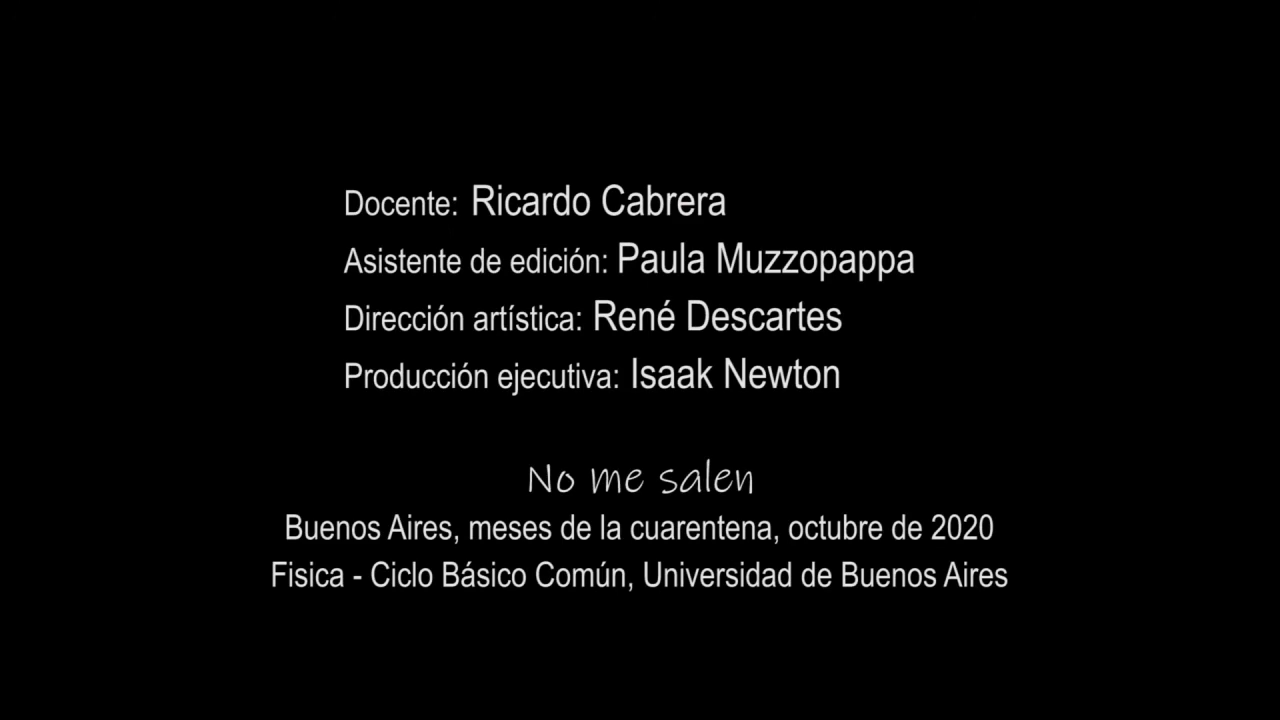 Docente: Ricardo Cabrera
Asistente de edición: Paula Muzzopappa
Dirección artística: René Descartes
Producción ejecutiva: Isaak Newton
No me salen
Buenos Aires, meses de la cuarentena, octubre de 2020
Fisica - Ciclo Básico Común, Universidad de Buenos Aires